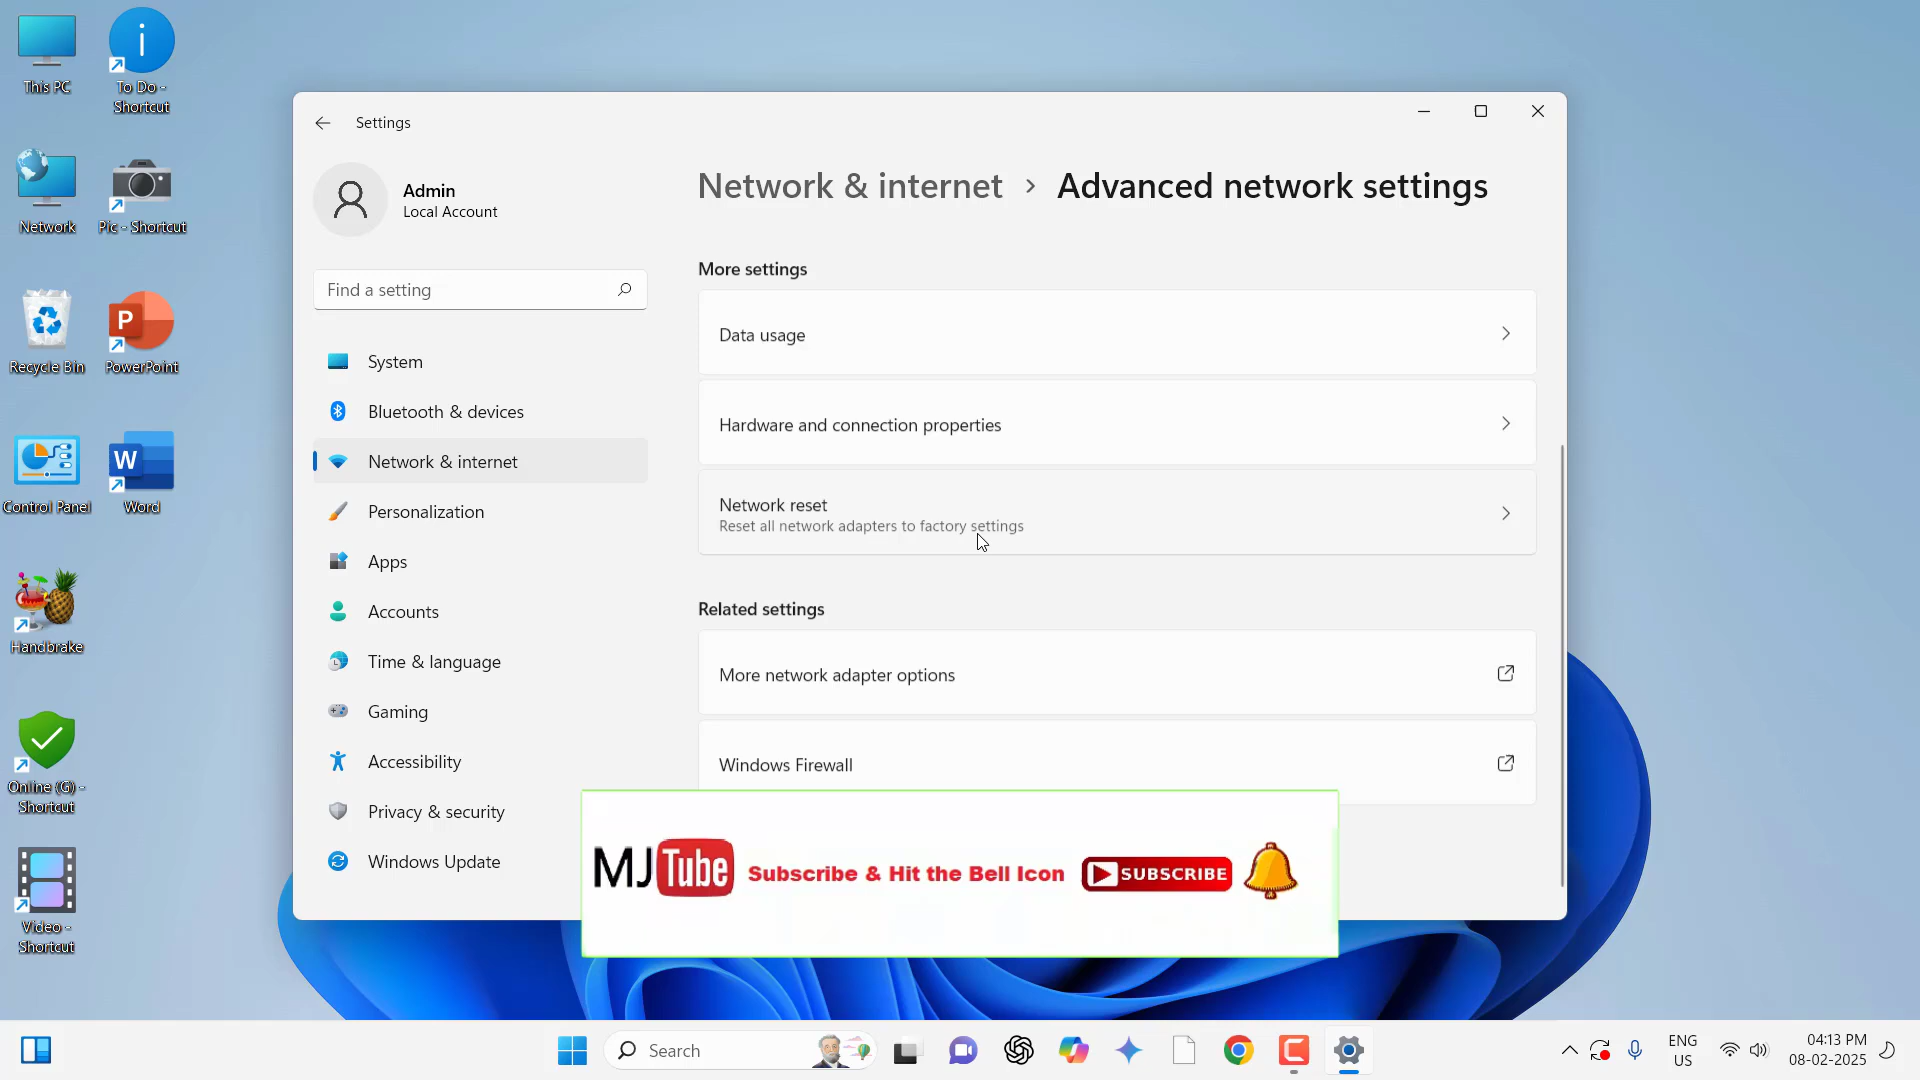 This PC
To Do -
Shortcut
Network
Pic - Shortcut
Recycle Bin
PowerPoint
Control Panel
Word
Handbrake
Online (G) -
Shortcut
Video -
Shortcut
Settings
Admin
Local Account
Find a setting
System
Bluetooth & devices
Network & internet
Personalization
Apps
Accounts
Time & language
Gaming
Accessibility
Privacy & security
Windows Update
Network & internet > Advanced network settings
More settings
Data usage
Hardware and connection properties
Network reset
Reset all network adapters to factory settings
Related settings
More network adapter options
Windows Firewall
MJ Tube Subscribe & Hit the Bell Icon SUBSCRIBE
Search
ENG
US
04:13 PM
08-02-2025